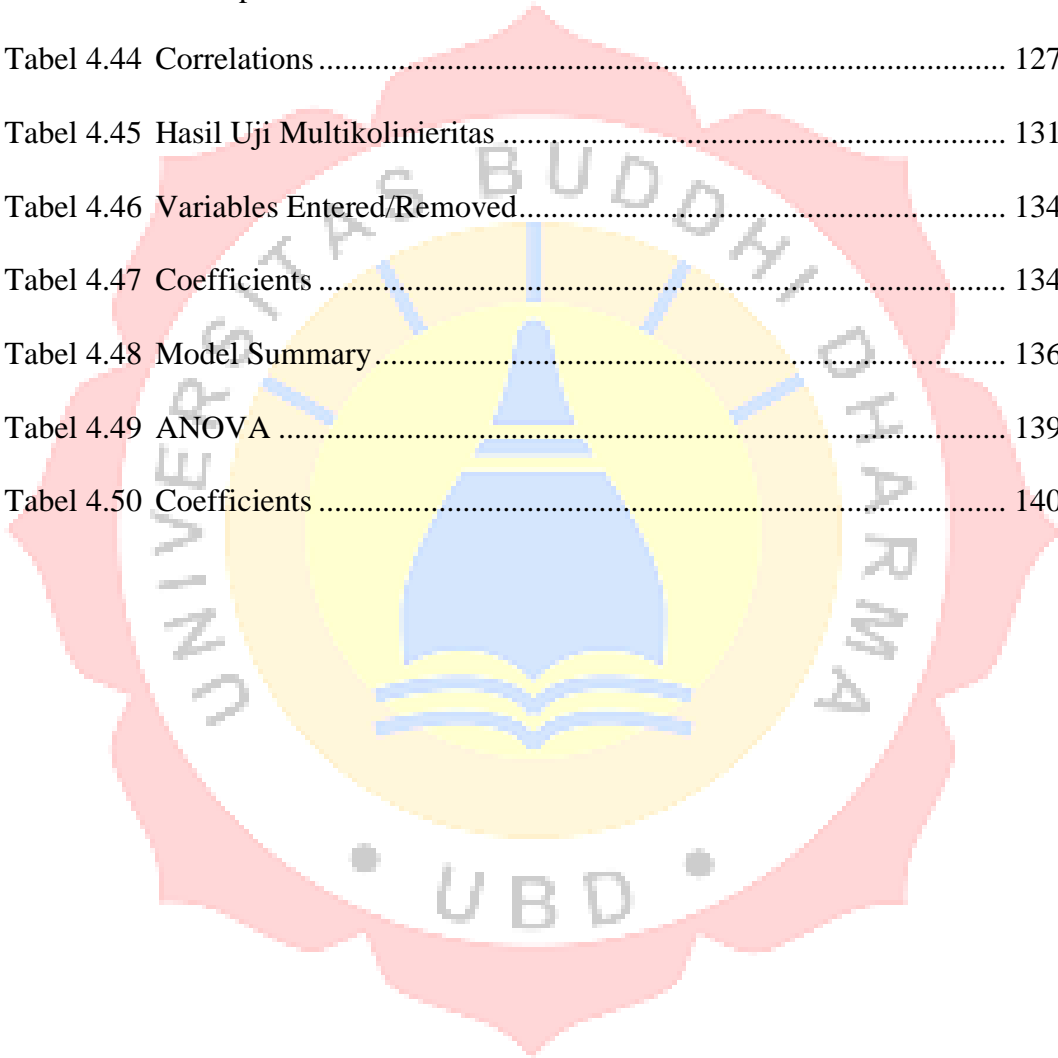 Tabel 4.44 Correlations ........................................................................................ 127
Tabel 4.45 Hasil Uji Multikolinieritas ................................................................ 131
Tabel 4.46 Variables Entered/Removed.............................................................. 134
Tabel 4.47 Coefficients ........................................................................................ 134
Tabel 4.48 Model Summary................................................................................. 136
Tabel 4.49 ANOVA ............................................................................................. 139
Tabel 4.50 Coefficients ........................................................................................ 140
UNIVERSITAS BUDDHI DHARMA
• UBD •